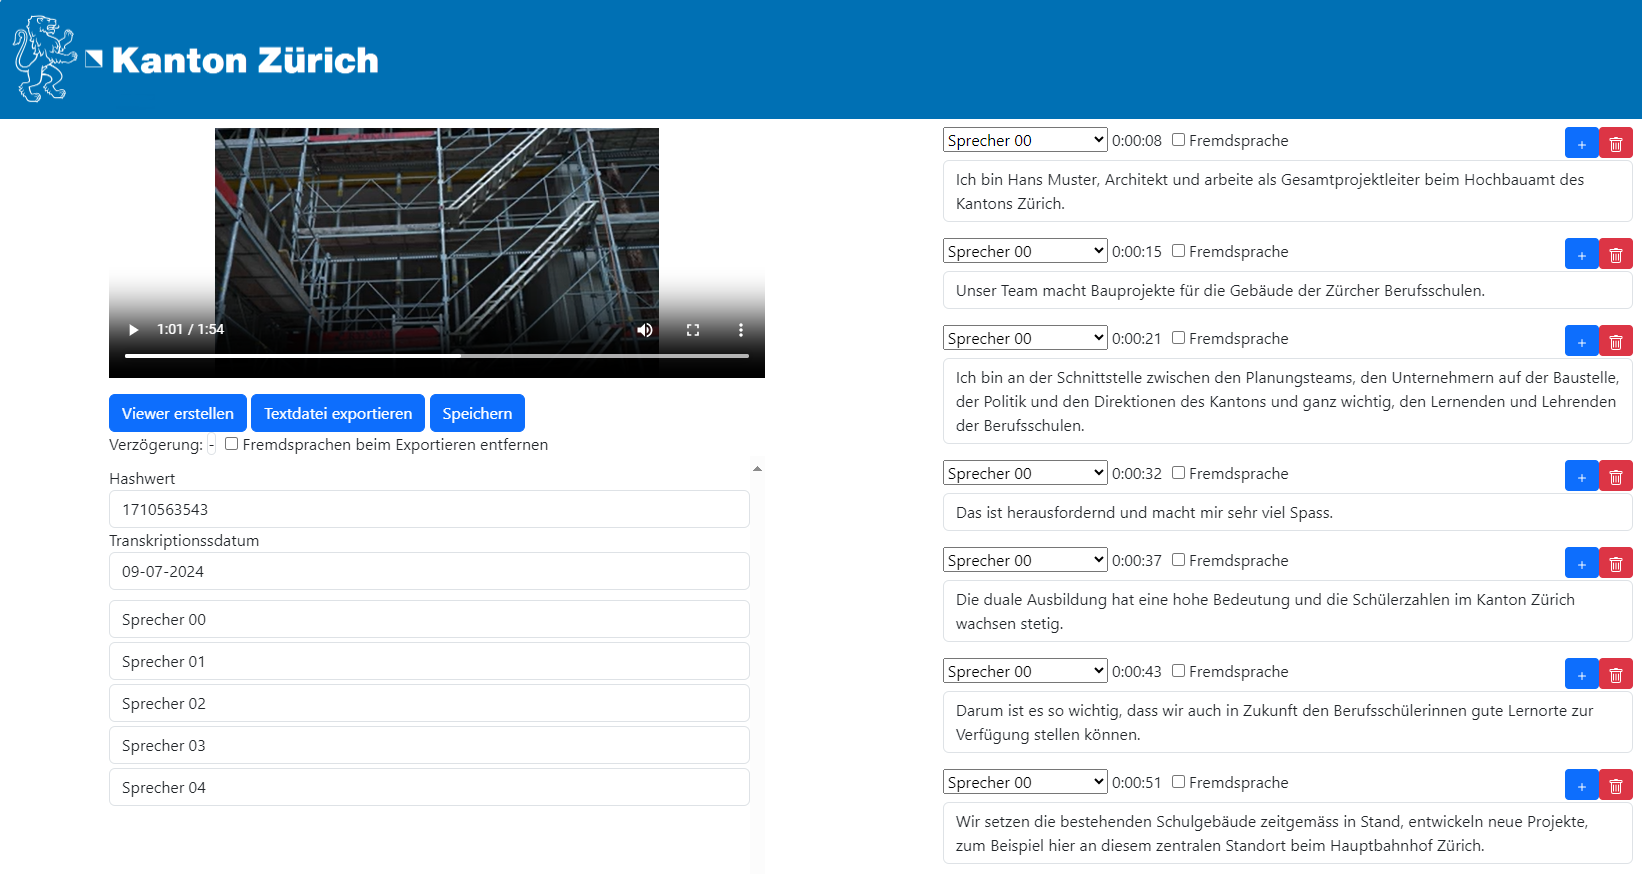 Kanton Zürich
1:01 / 1:54
Viewer erstellen
Textdatei exportieren
Speichern
Verzögerung: - Fremdsprachen beim Exportieren entfernen
Hashwert
1710563543
Transkriptionssdatum
09-07-2024
Sprecher 00
Sprecher 01
Sprecher 02
Sprecher 03
Sprecher 04
Sprecher 00 0:00:08 Fremdsprache +
Ich bin Hans Muster, Architekt und arbeite als Gesamtprojektleiter beim Hochbauamt des
Kantons Zürich.
Sprecher 00 0:00:15 Fremdsprache +
Unser Team macht Bauprojekte für die Gebäude der Zürcher Berufsschulen.
Sprecher 00 0:00:21 Fremdsprache +
Ich bin an der Schnittstelle zwischen den Planungsteams, den Unternehmern auf der Baustelle,
der Politik und den Direktionen des Kantons und ganz wichtig, den Lernenden und Lehrenden
der Berufsschulen.
Sprecher 00 0:00:32 Fremdsprache +
Das ist herausfordernd und macht mir sehr viel Spass.
Sprecher 00 0:00:37 Fremdsprache +
Die duale Ausbildung hat eine hohe Bedeutung und die Schülerzahlen im Kanton Zürich
wachsen stetig.
Sprecher 00 0:00:43 Fremdsprache +
Darum ist es so wichtig, dass wir auch in Zukunft den Berufsschülerinnen gute Lernorte zur
Verfügung stellen können.
Sprecher 00 0:00:51 Fremdsprache +
Wir setzen die bestehenden Schulgebäude zeitgemäss in Stand, entwickeln neue Projekte,
zum Beispiel hier an diesem zentralen Standort beim Hauptbahnhof Zürich.